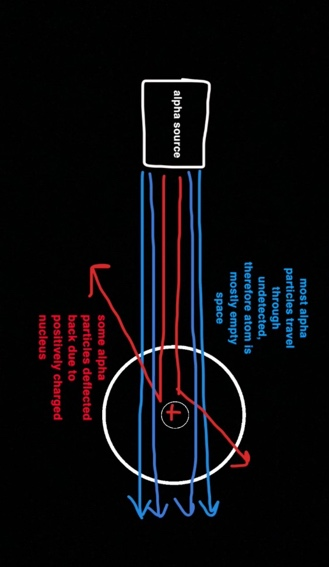 alpha source
most alpha
particles travel
through
undetected,
therefore atom is
mostly empty
space
some alpha
particles deflected
back due to
positively charged
nucleus
+